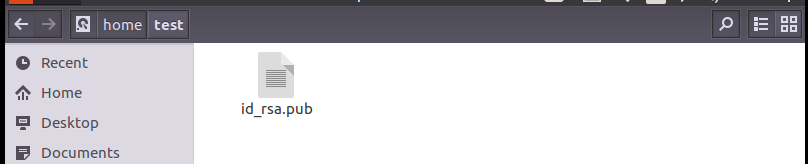 home test
Recent
Home
Desktop
Documents
id_rsa.pub